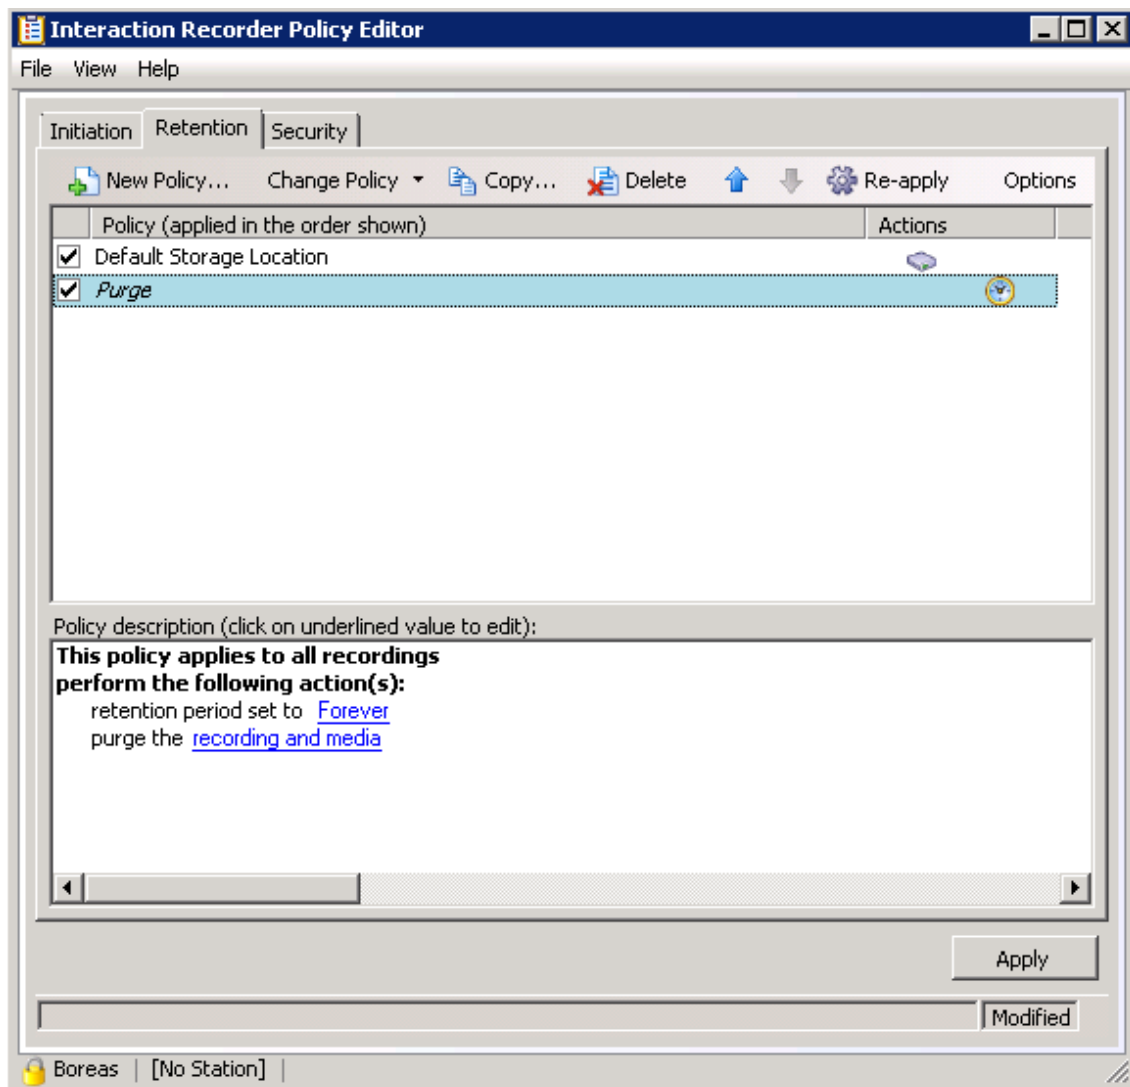 Interaction Recorder Policy Editor
File View Help
Initiation Retention Security
New Policy... Change Policy Copy... Delete Re-apply Options
Policy (applied in the order shown) Actions
Default Storage Location
Purge
Policy description (click on underlined value to edit):
This policy applies to all recordings
perform the following action(s):
retention period set to Forever
purge the recording and media
Apply
Modified
Boreas | [No Station] |